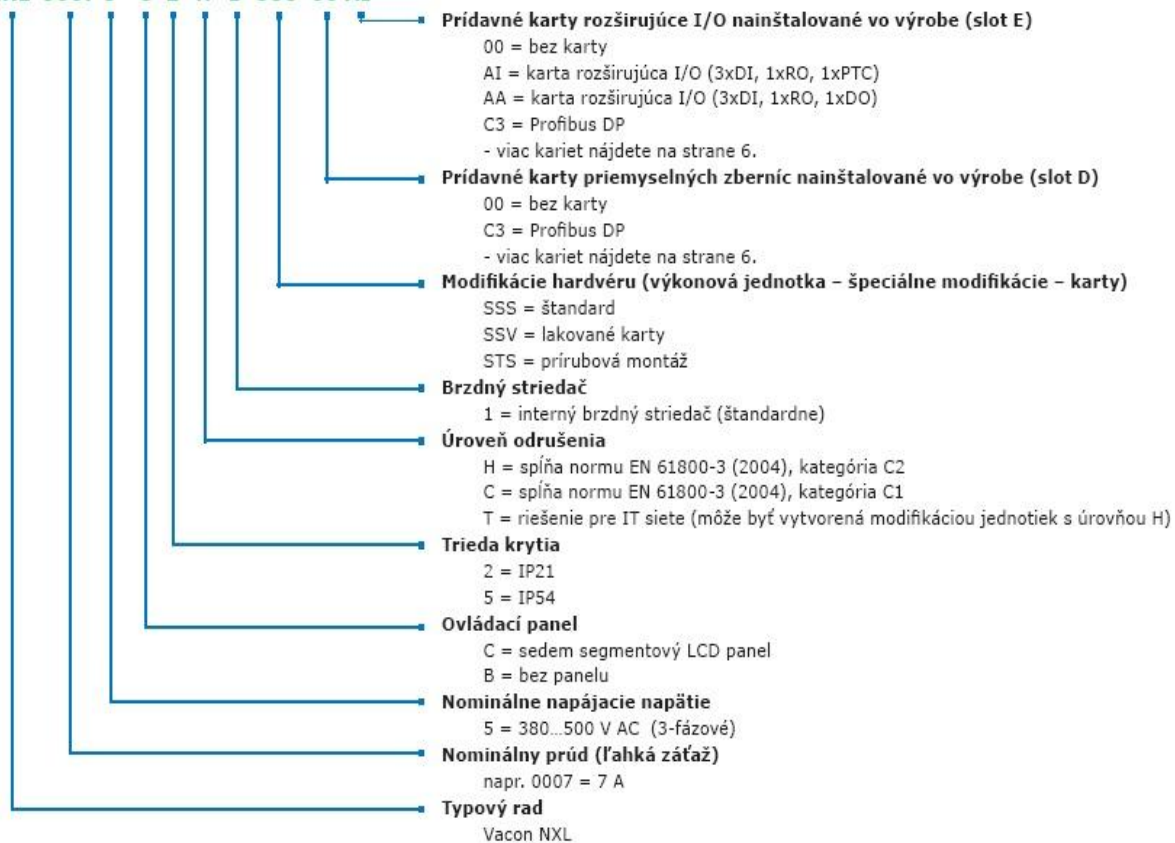 Prídavné karty rozširujúce I/O nainštalované vo výrobe (slot E)
00 = bez karty
AI = karta rozširujúca I/O (3xDI, 1xRO, 1xPTC)
AA = karta rozširujúca I/O (3xDI, 1xRO, 1xDO)
C3 = Profibus DP
- viac kariet nájdete na strane 6.
Prídavné karty priemyselných zberníc nainštalované vo výrobe (slot D)
00 = bez karty
C3 = Profibus DP
- viac kariet nájdete na strane 6.
Modifikácie hardvéru (výkonová jednotka – špeciálne modifikácie – karty)
SSS = štandard
SSV = lakované karty
STS = prírubová montáž
Brzdný striedač
1 = interný brzdný striedač (štandardne)
Úroveň odrušenia
H = spĺňa normu EN 61800-3 (2004), kategória C2
C = spĺňa normu EN 61800-3 (2004), kategória C1
T = riešenie pre IT siete (môže byť vytvorená modifikáciou jednotiek s úrovňou H)
Trieda krytia
2 = IP21
5 = IP54
Ovládací panel
C = sedem segmentový LCD panel
B = bez panelu
Nominálne napájacie napätie
5 = 380...500 V AC (3-fázové)
Nominálny prúd (ľahká záťaž)
napr. 0007 = 7 A
Typový rad
Vacon NXL